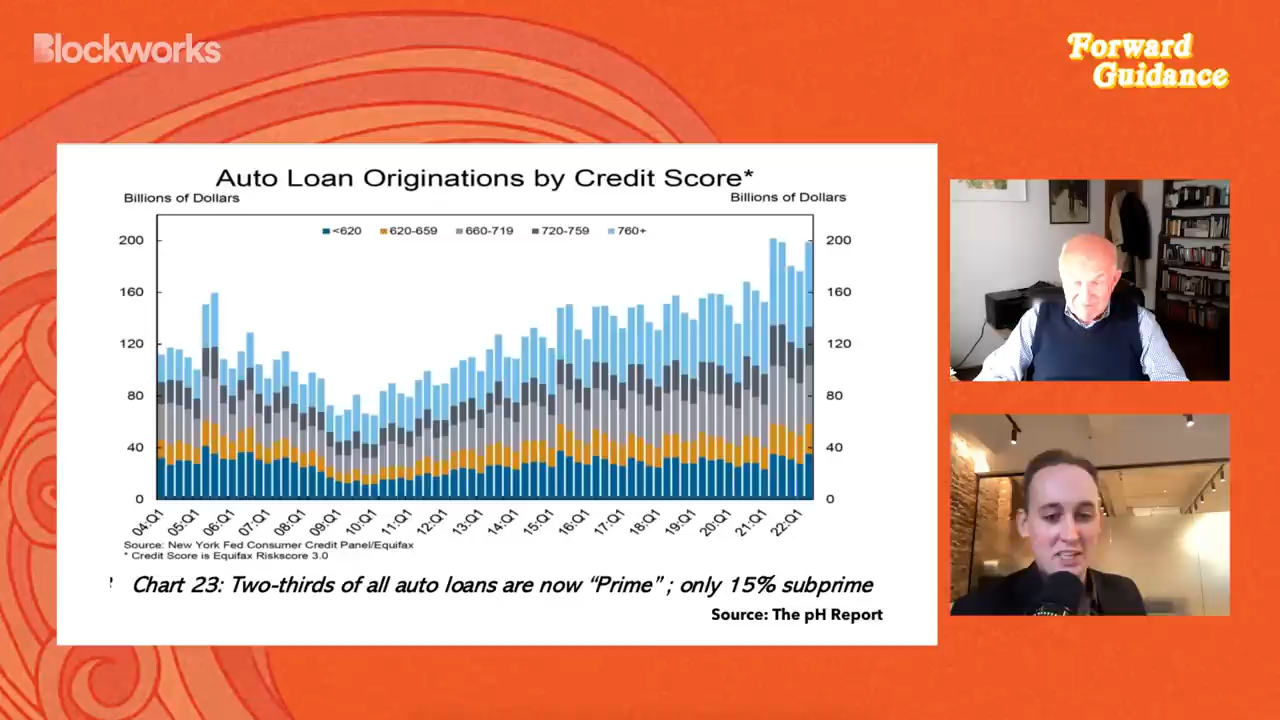 Blockworks
Forward
Guidance
Auto Loan Originations by Credit Score*
Billions of Dollars
Billions of Dollars
<620
620-659
660-719
720-759
760+
200
200
160
160
120
120
80
80
40
40
0
0
04:Q1
05:Q1
06:Q1
07:Q1
08:Q1
09:Q1
10:Q1
11:Q1
12:Q1
13:Q1
14:Q1
15:Q1
16:Q1
17:Q1
18:Q1
19:Q1
20:Q1
21:Q1
22:Q1
Source: New York Fed Consumer Credit Panel/Equifax
* Credit Score is Equifax Riskscore 3.0
Chart 23: Two-thirds of all auto loans are now “Prime” ; only 15% subprime
Source: The pH Report